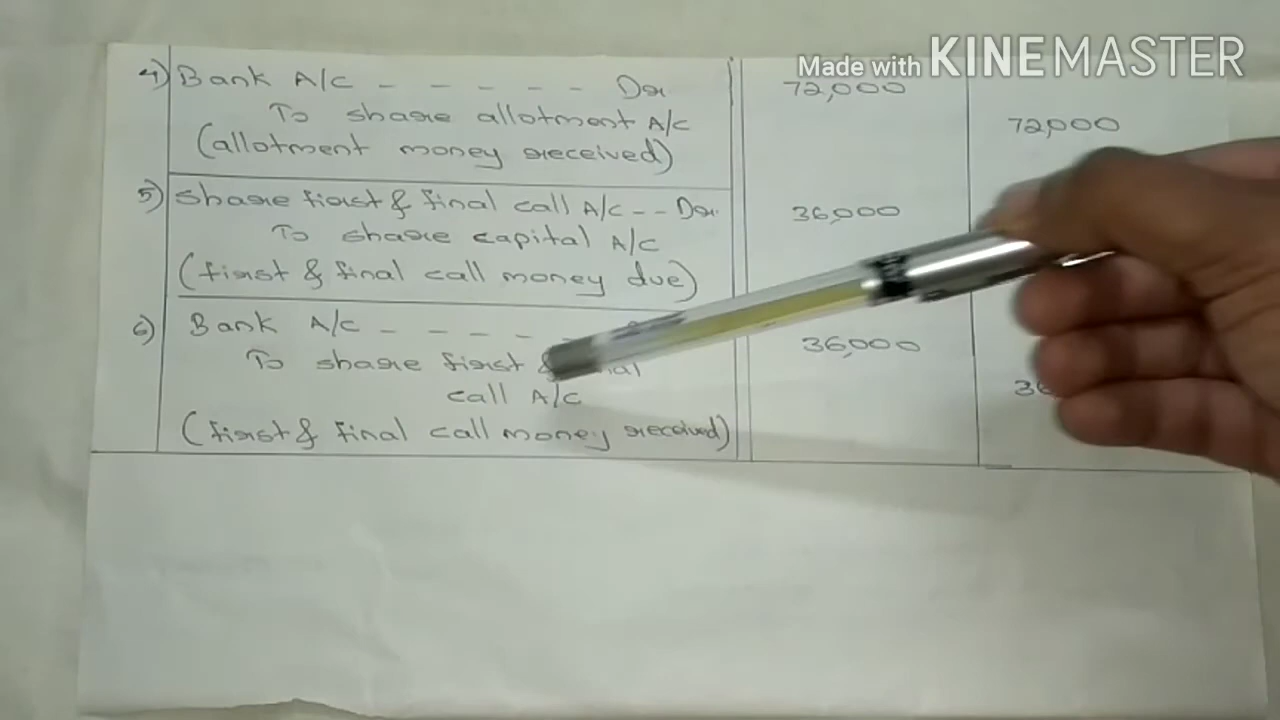 Made with KINEMASTER
4) Bank A/C - - - - - Dr. 72,000
To share allotment A/C 72,000
(allotment money received)
5) Share first & final call A/C - - Dr. 36,000
To share capital A/C
(first & final call money due)
6) Bank A/C - - - - 36,000
To share first &
call A/C
(first & final call money received)